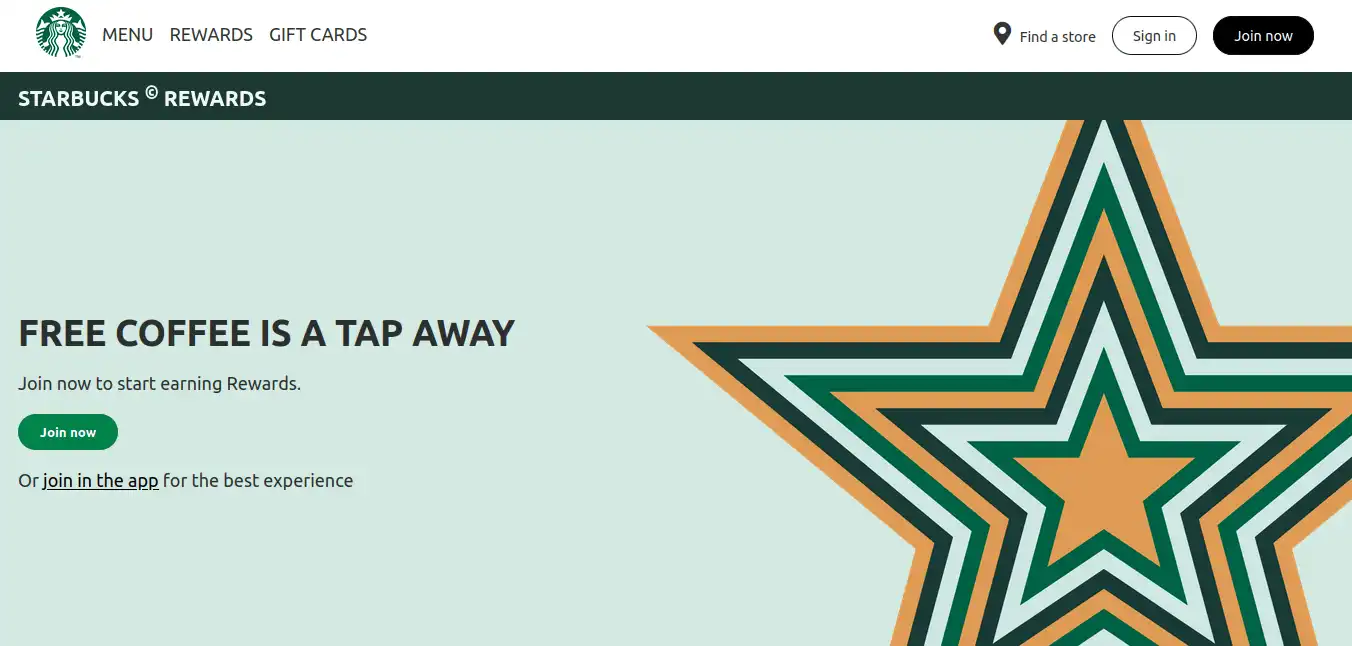 MENU REWARDS GIFT CARDS Find a store Sign in Join now
STARBUCKS © REWARDS
FREE COFFEE IS A TAP AWAY
Join now to start earning Rewards.
Join now
Or join in the app for the best experience